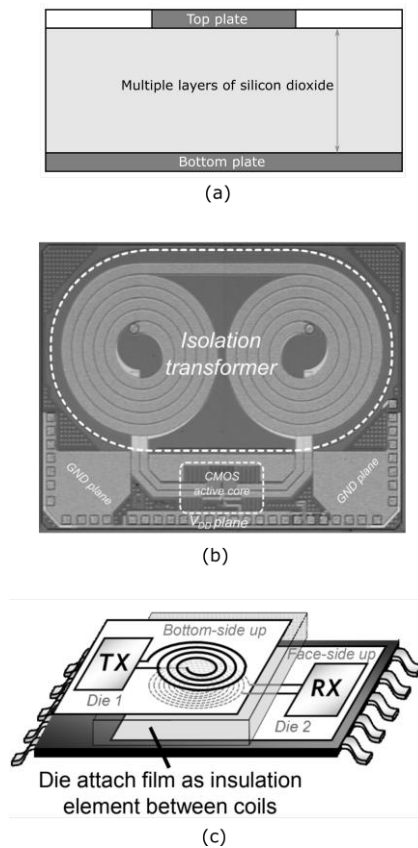 Top plate
Multiple layers of silicon dioxide
Bottom plate
(a)
Isolation
transformer
GND plane
CMOS
active core
GND plane
VDD plane
(b)
Bottom-side up
TX
Face-side up
RX
Die 1
Die 2
Die attach film as insulation
element between coils
(c)